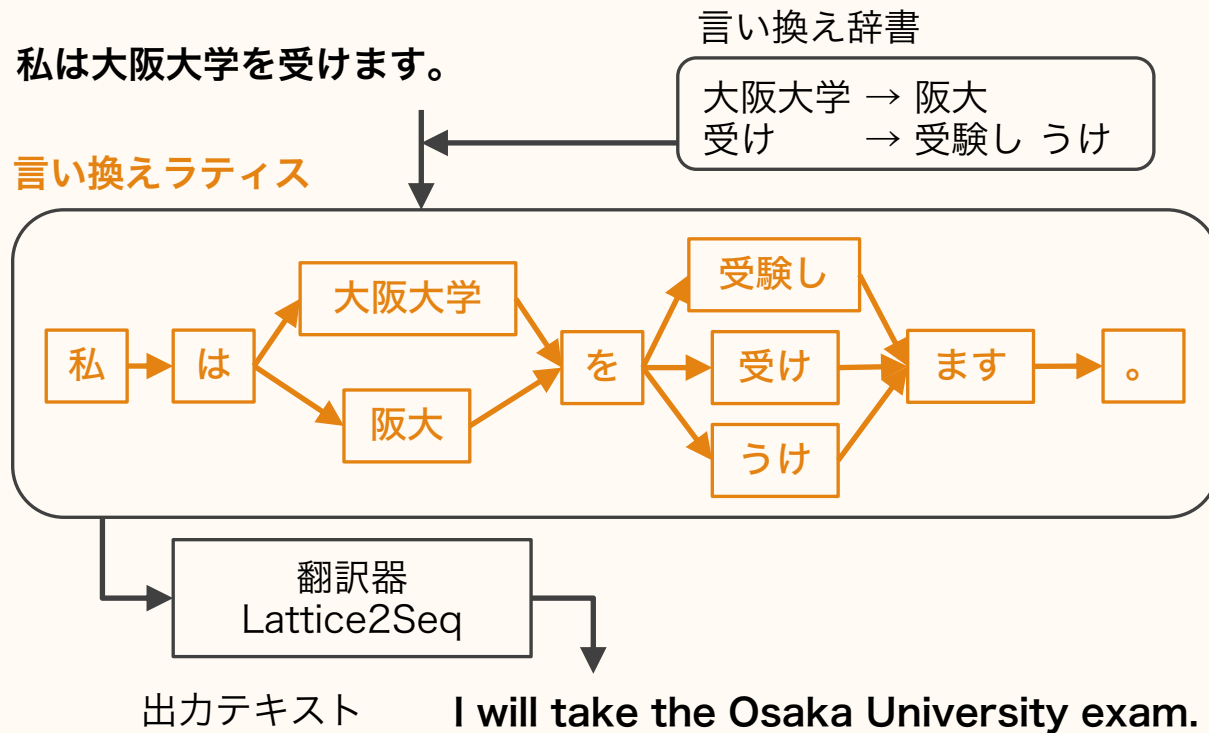 言い換え辞書
私は大阪大学を受けます。
大阪大学 → 阪大
受け → 受験し うけ
言い換えラティス
受験し
大阪大学
私 は を 受け ます 。
阪大
うけ
翻訳器
Lattice2Seq
出力テキスト I will take the Osaka University exam.